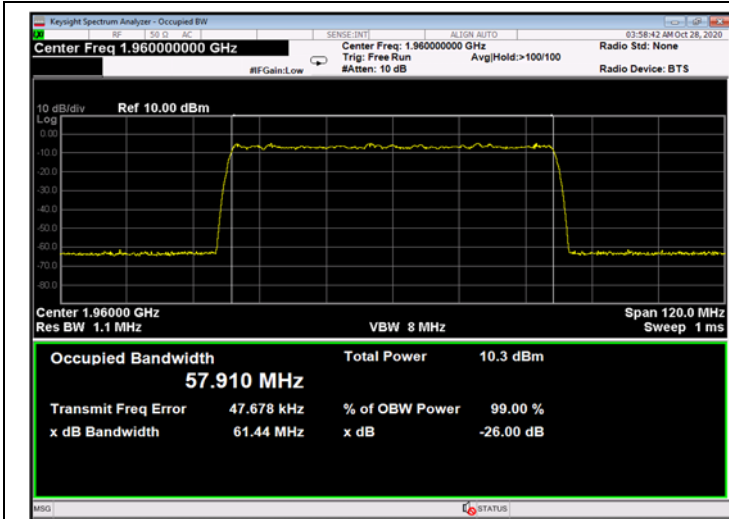 Keysight Spectrum Analyzer - Occupied BW
LXI RF 50 Ω AC SENSE:INT ALIGN AUTO 03:58:42 AM Oct 28, 2020
Center Freq 1.960000000 GHz Center Freq: 1.960000000 GHz Radio Std: None
Trig: Free Run Avg|Hold:>100/100
#IFGain:Low #Atten: 10 dB Radio Device: BTS
10 dB/div Ref 10.00 dBm
Log
0.00
-10.0
-20.0
-30.0
-40.0
-50.0
-60.0
-70.0
-80.0
Center 1.96000 GHz Span 120.0 MHz
Res BW 1.1 MHz VBW 8 MHz Sweep 1 ms
Occupied Bandwidth Total Power 10.3 dBm
57.910 MHz
Transmit Freq Error 47.678 kHz % of OBW Power 99.00 %
x dB Bandwidth 61.44 MHz x dB -26.00 dB
MSG STATUS